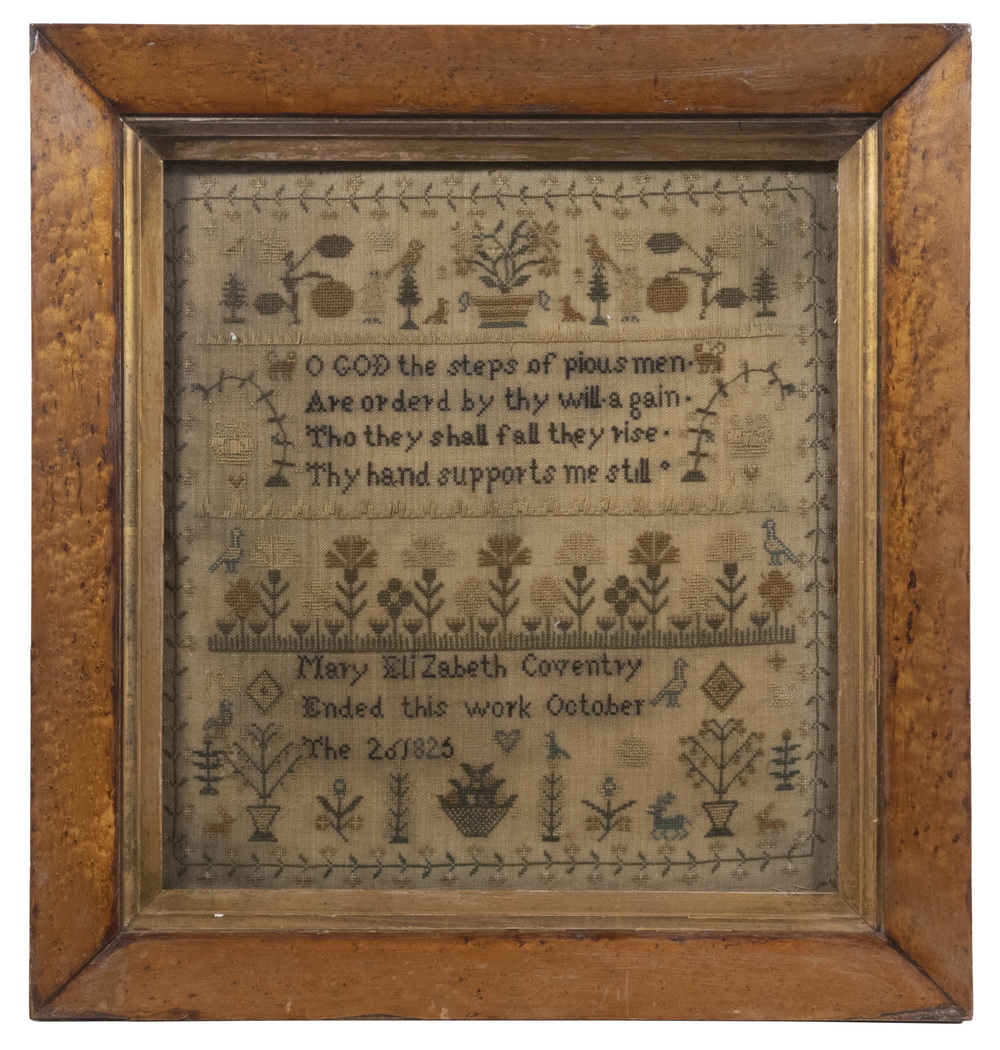 O GOD the steps of pious men.
Are orderd by thy will.a gain.
Tho they shall fall they rise.
Thy hand supports me still
Mary EliZabeth Coventry
Ended this work October
The 26 1825